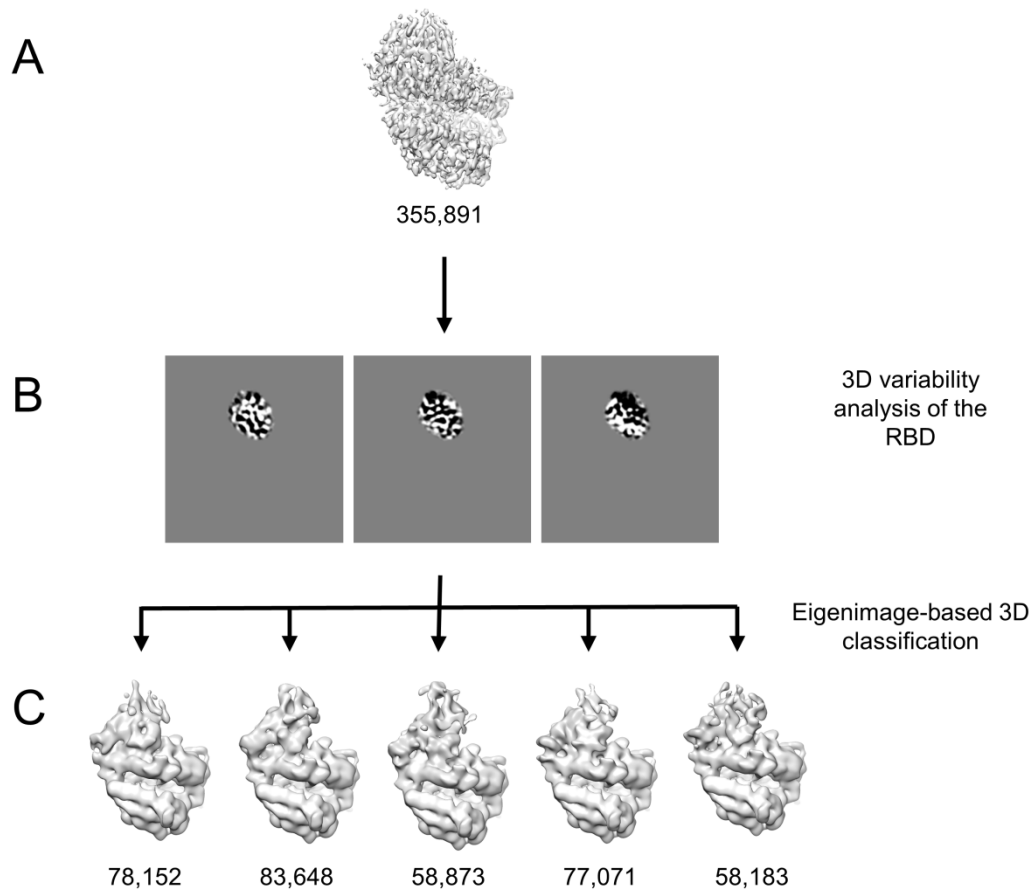 A
355,891
B
3D variability
analysis of the
RBD
Eigenimage-based 3D
classification
C
78,152
83,648
58,873
77,071
58,183